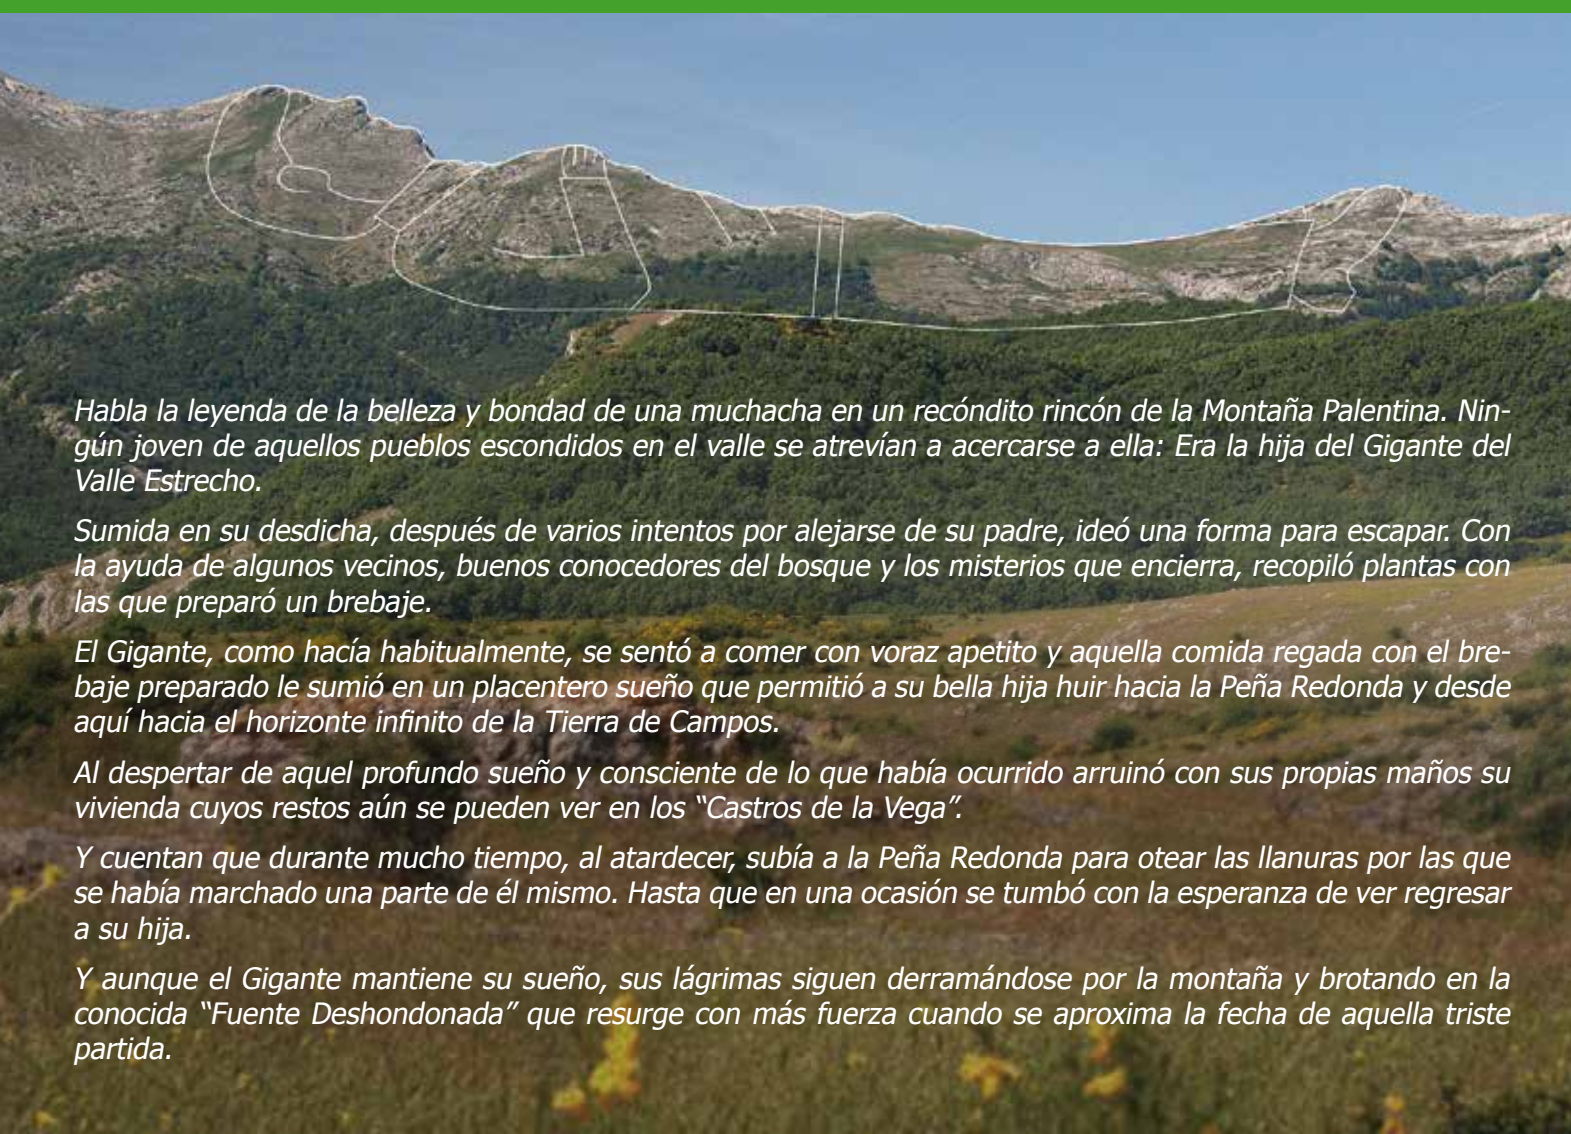 Habla la leyenda de la belleza y bondad de una muchacha en un recóndito rincón de la Montaña Palentina. Nin-
gún joven de aquellos pueblos escondidos en el valle se atrevían a acercarse a ella: Era la hija del Gigante del
Valle Estrecho.
Sumida en su desdicha, después de varios intentos por alejarse de su padre, ideó una forma para escapar. Con
la ayuda de algunos vecinos, buenos conocedores del bosque y los misterios que encierra, recopiló plantas con
las que preparó un brebaje.
El Gigante, como hacía habitualmente, se sentó a comer con voraz apetito y aquella comida regada con el bre-
baje preparado le sumió en un placentero sueño que permitió a su bella hija huir hacia la Peña Redonda y desde
aquí hacia el horizonte infinito de la Tierra de Campos.
Al despertar de aquel profundo sueño y consciente de lo que había ocurrido arruinó con sus propias maños su
vivienda cuyos restos aún se pueden ver en los “Castros de la Vega”.
Y cuentan que durante mucho tiempo, al atardecer, subía a la Peña Redonda para otear las llanuras por las que
se había marchado una parte de él mismo. Hasta que en una ocasión se tumbó con la esperanza de ver regresar
a su hija.
Y aunque el Gigante mantiene su sueño, sus lágrimas siguen derramándose por la montaña y brotando en la
conocida “Fuente Deshondonada” que resurge con más fuerza cuando se aproxima la fecha de aquella triste
partida.